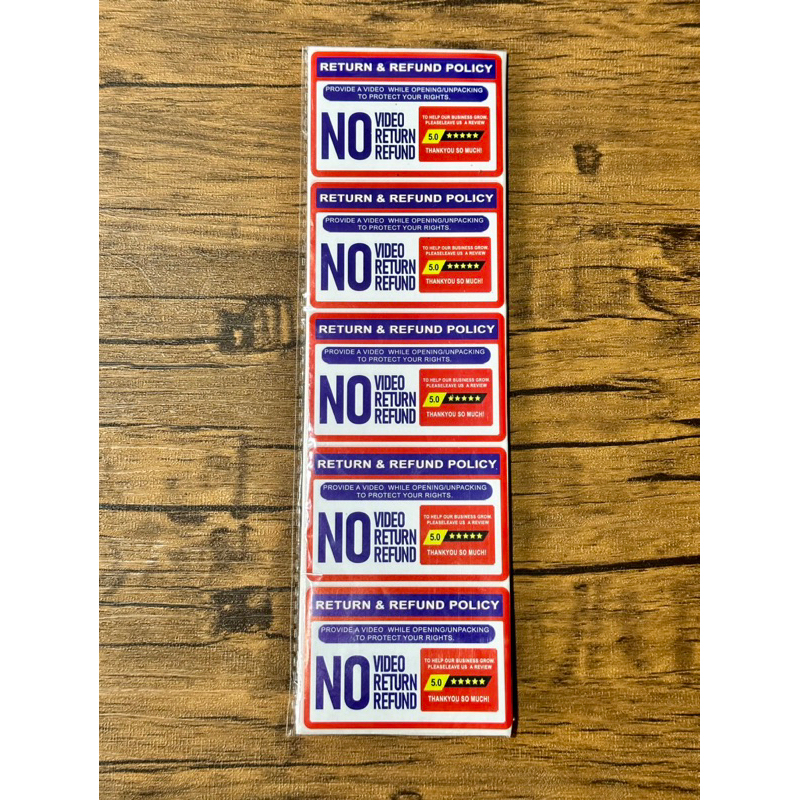 RETURN & REFUND POLICY
PROVIDE A VIDEO WHILE OPENING/UNPACKING
TO PROTECT YOUR RIGHTS.
NO VIDEO
RETURN
REFUND
TO HELP OUR BUSINESS GROW.
PLEASELEAVE US A REVIEW
5.0 ★★★★★
THANKYOU SO MUCH!
RETURN & REFUND POLICY
PROVIDE A VIDEO WHILE OPENING/UNPACKING
TO PROTECT YOUR RIGHTS.
NO VIDEO
RETURN
REFUND
TO HELP OUR BUSINESS GROW.
PLEASELEAVE US A REVIEW
5.0 ★★★★★
THANKYOU SO MUCH!
RETURN & REFUND POLICY
PROVIDE A VIDEO WHILE OPENING/UNPACKING
TO PROTECT YOUR RIGHTS.
NO VIDEO
RETURN
REFUND
TO HELP OUR BUSINESS GROW.
PLEASELEAVE US A REVIEW
5.0 ★★★★★
THANKYOU SO MUCH!
RETURN & REFUND POLICY
PROVIDE A VIDEO WHILE OPENING/UNPACKING
TO PROTECT YOUR RIGHTS.
NO VIDEO
RETURN
REFUND
TO HELP OUR BUSINESS GROW.
PLEASELEAVE US A REVIEW
5.0 ★★★★★
THANKYOU SO MUCH!
RETURN & REFUND POLICY
PROVIDE A VIDEO WHILE OPENING/UNPACKING
TO PROTECT YOUR RIGHTS.
NO VIDEO
RETURN
REFUND
TO HELP OUR BUSINESS GROW.
PLEASELEAVE US A REVIEW
5.0 ★★★★★
THANKYOU SO MUCH!